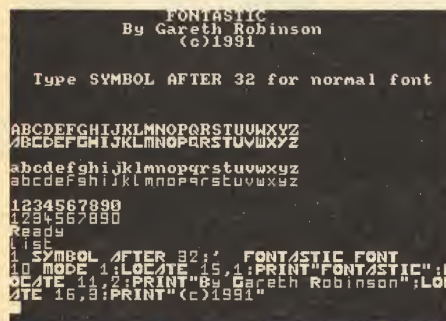 FONTASTIC
By Gareth Robinson
(c)1991
Type SYMBOL AFTER 32 for normal font
ABCDEFGHIJKLMNOPQRSTUVWXYZ
ABCDEFGHIJKLMNOPQRSTUVWXYZ
abcdefghijklmnopqrstuvwxyz
abcdefghijklmnopqrstuvwxyz
1234567890
1234567890
Ready
list
1 SYMBOL AFTER 32:' FONTASTIC FONT
10 MODE 1:LOCATE 15,1:PRINT"FONTASTIC":L
OCATE 11,2:PRINT"By Gareth Robinson":LOC
ATE 16,3:PRINT"(c)1991"